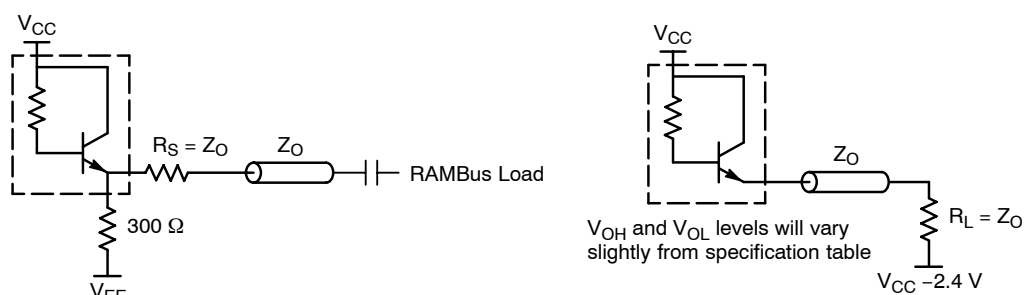 VCC
RS = ZO
ZO
RAMBus Load
300 Ω
VEE
VCC
ZO
RL = ZO
VOH and VOL levels will vary
slightly from specification table
VCC −2.4 V